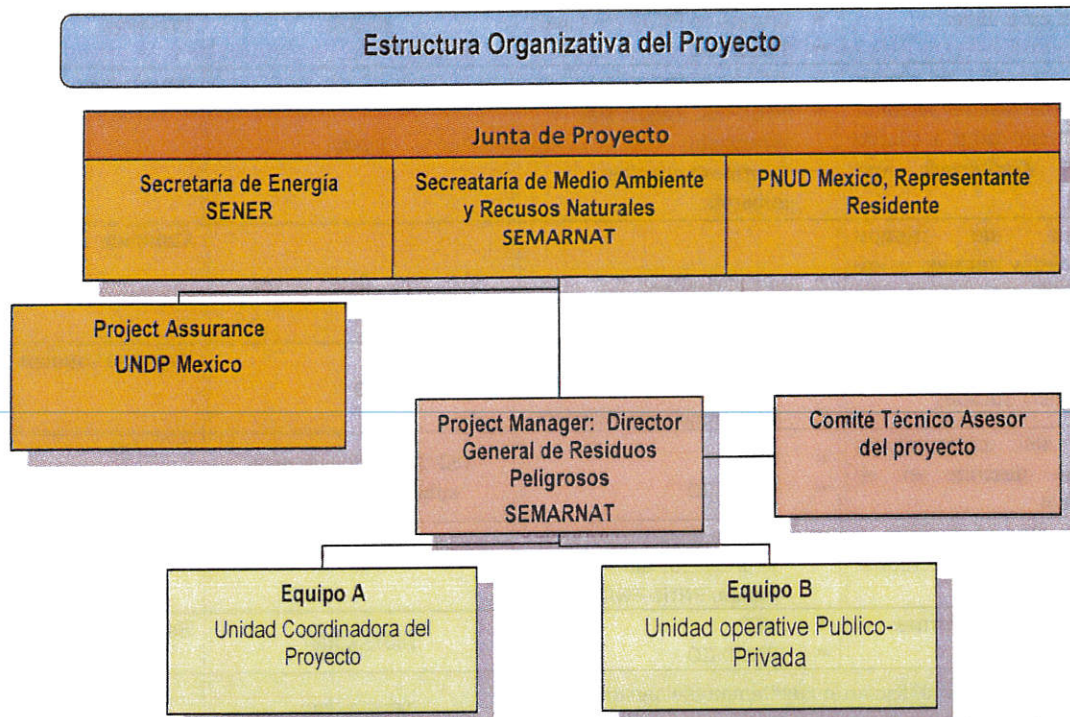 Estructura Organizativa del Proyecto
Junta de Proyecto
Secretaría de Energía
SENER
Secreataría de Medio Ambiente
y Recusos Naturales
SEMARNAT
PNUD Mexico, Representante
Residente
Project Assurance
UNDP Mexico
Project Manager: Director
General de Residuos
Peligrosos
SEMARNAT
Comité Técnico Asesor
del proyecto
Equipo A
Unidad Coordinadora del
Proyecto
Equipo B
Unidad operative Publico-
Privada